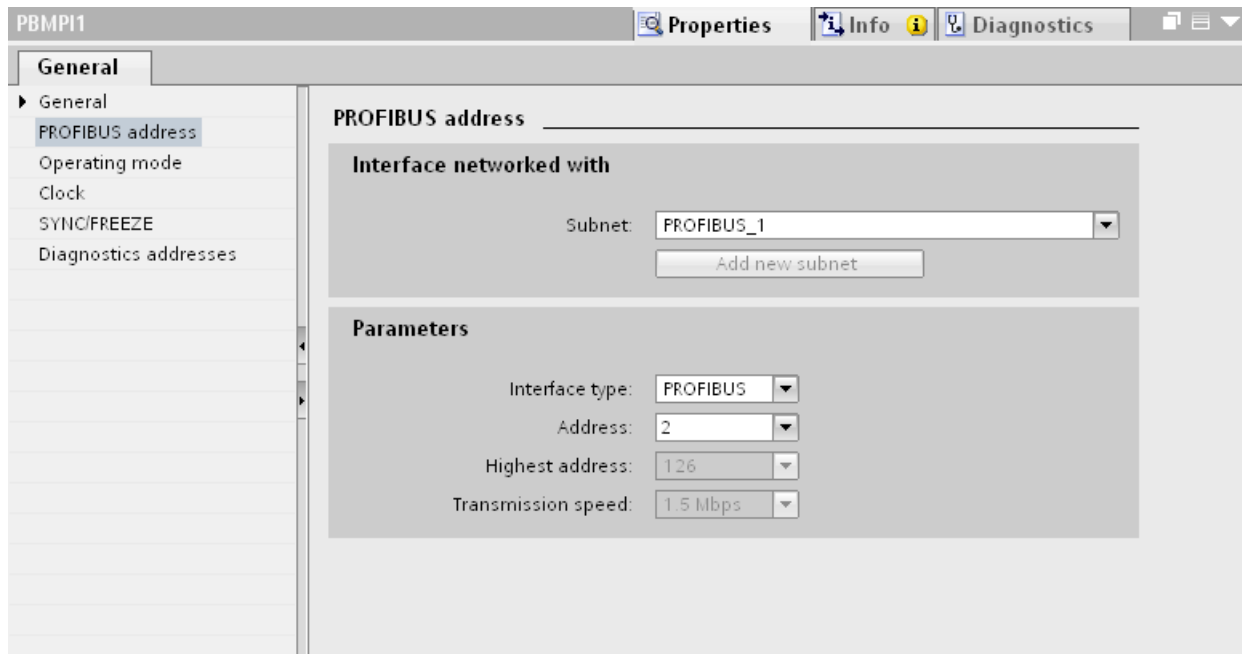 PBMPI1
Properties
Info
Diagnostics
General
General
PROFIBUS address
Operating mode
Clock
SYNC/FREEZE
Diagnostics addresses
PROFIBUS address
Interface networked with
Subnet: PROFIBUS_1
Add new subnet
Parameters
Interface type: PROFIBUS
Address: 2
Highest address: 126
Transmission speed: 1.5 Mbps